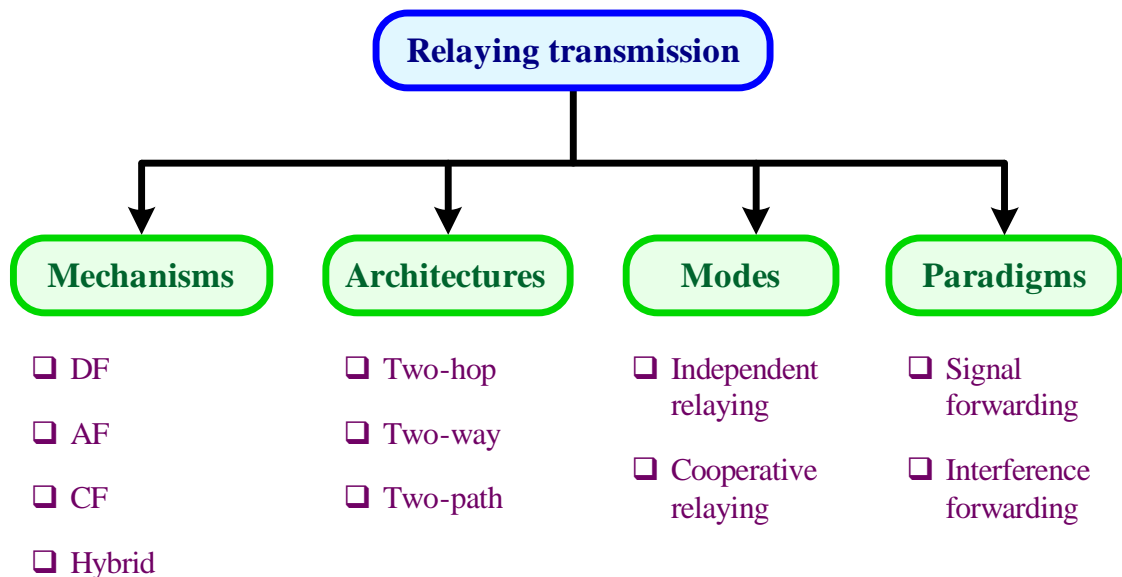 Relaying transmission
Mechanisms
Architectures
Modes
Paradigms
DF
AF
CF
Hybrid
Two-hop
Two-way
Two-path
Independent
relaying
Cooperative
relaying
Signal
forwarding
Interference
forwarding